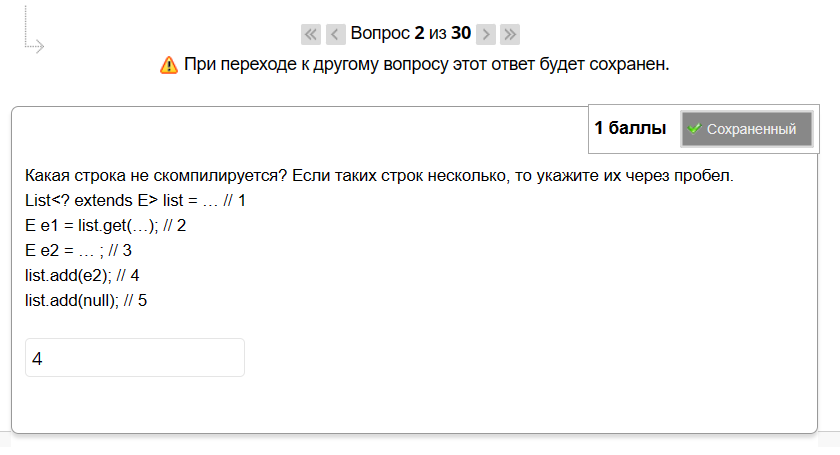 Вопрос 2 из 30
При переходе к другому вопросу этот ответ будет сохранен.
1 баллы
Сохраненный
Какая строка не скомпилируется? Если таких строк несколько, то укажите их через пробел.
List<? extends E> list = … // 1
E e1 = list.get(…); // 2
E e2 = … ; // 3
list.add(e2); // 4
list.add(null); // 5
4